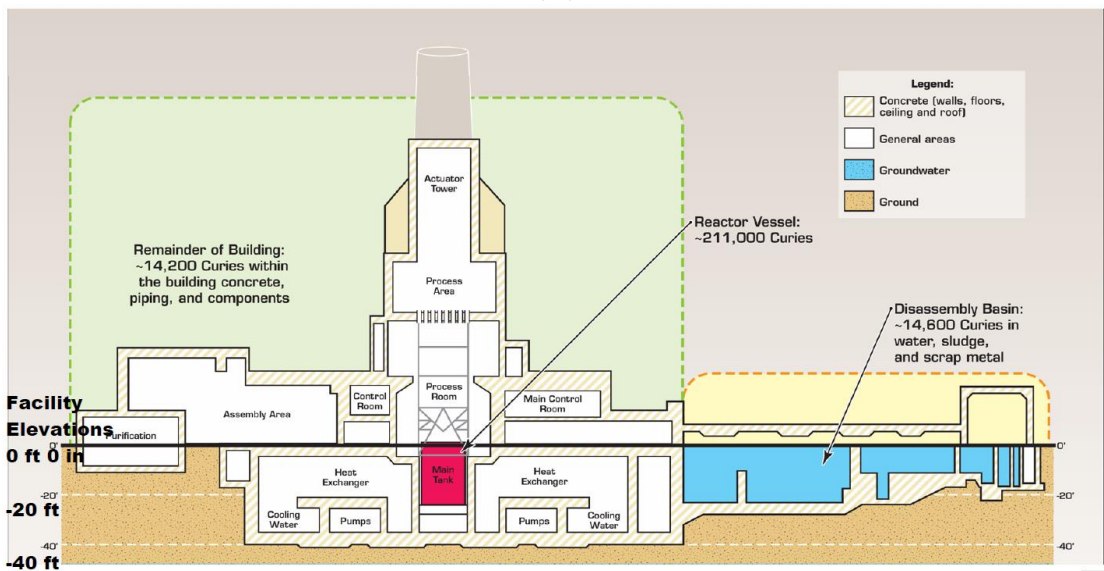 Legend:
Concrete (walls, floors,
ceiling and roof)
General areas
Groundwater
Ground
Actuator
Tower
Reactor Vessel:
~211,000 Curies
Remainder of Building:
~14,200 Curies within
the building concrete,
piping, and components
Process
Area
Disassembly Basin:
~14,600 Curies in
water, sludge,
and scrap metal
Process
Room
Control
Room
Main Control
Room
Assembly Area
Purification
Facility
Elevations
0 ft 0 in
0'
Main
Tank
Heat
Exchanger
Heat
Exchanger
-20'
-20'
-20 ft
Cooling
Water
Pumps
Pumps
Cooling
Water
-40'
-40'
-40 ft